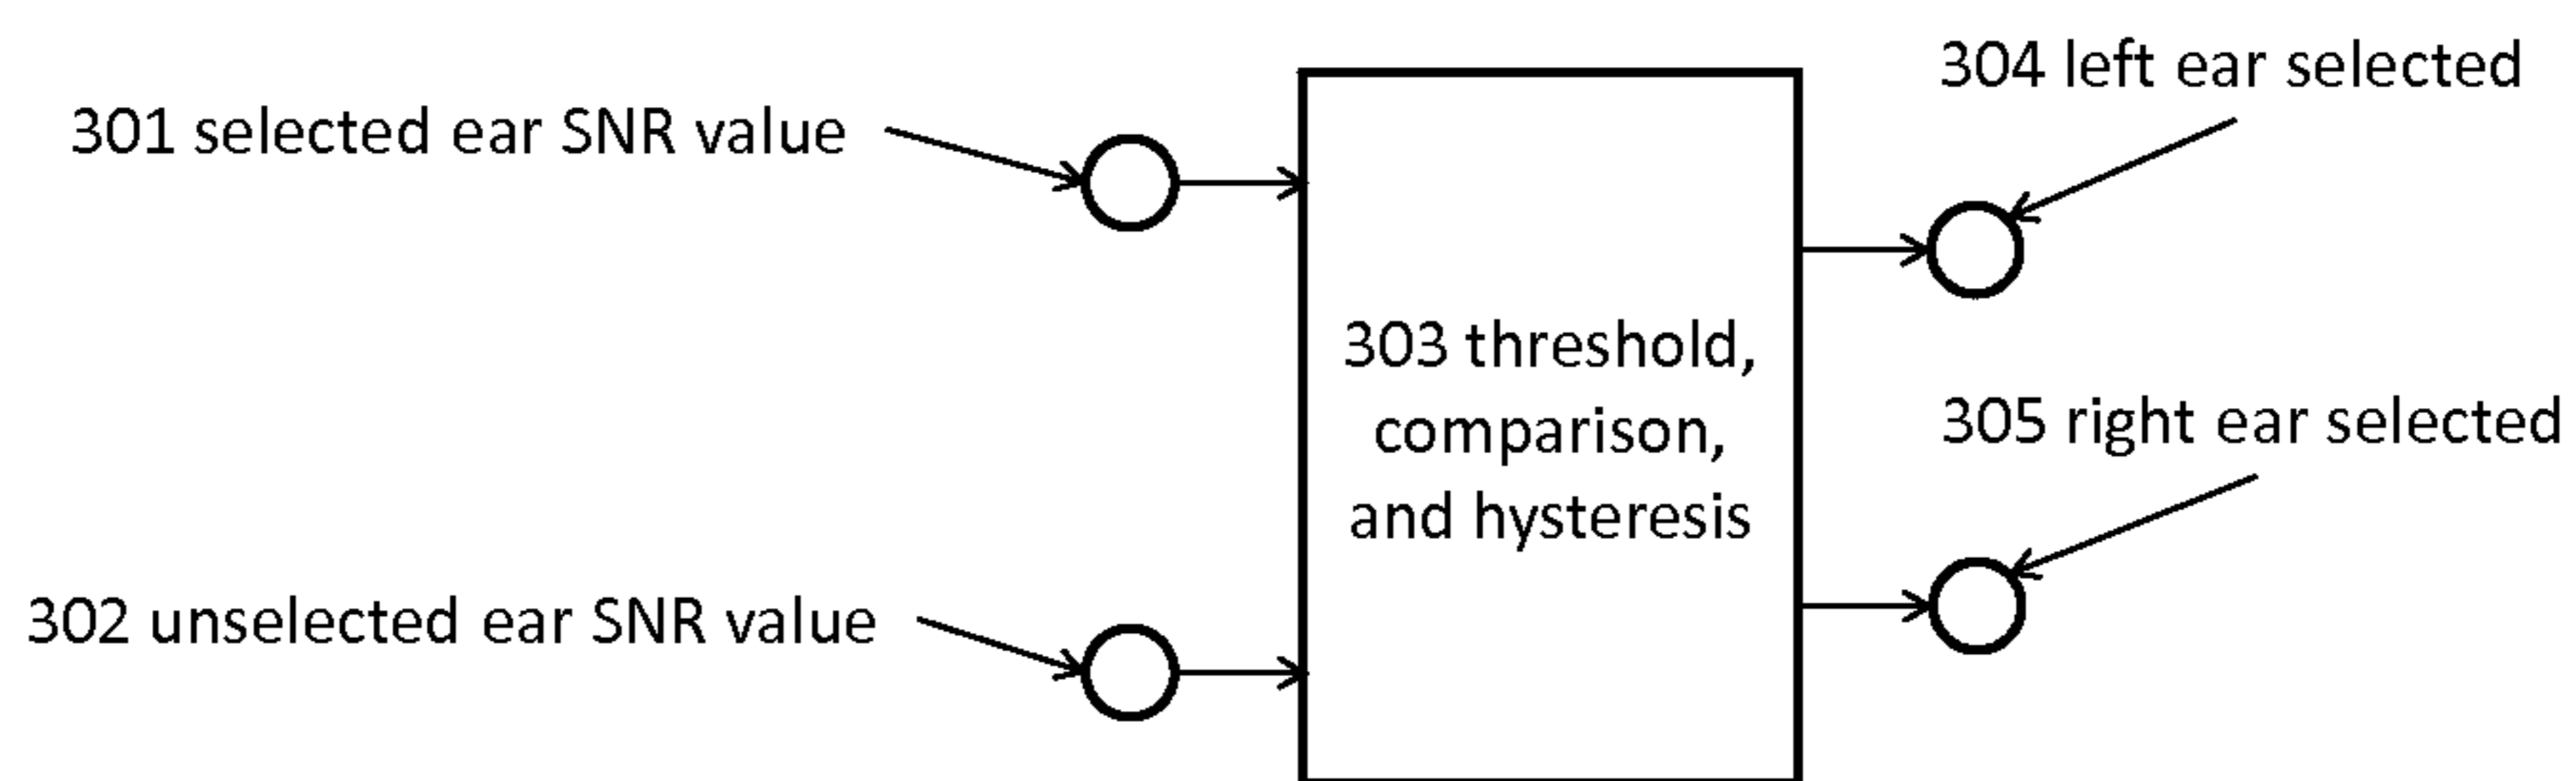 304 left ear selected
301 selected ear SNR value
303 threshold,
comparison,
and hysteresis
305 right ear selected
302 unselected ear SNR value